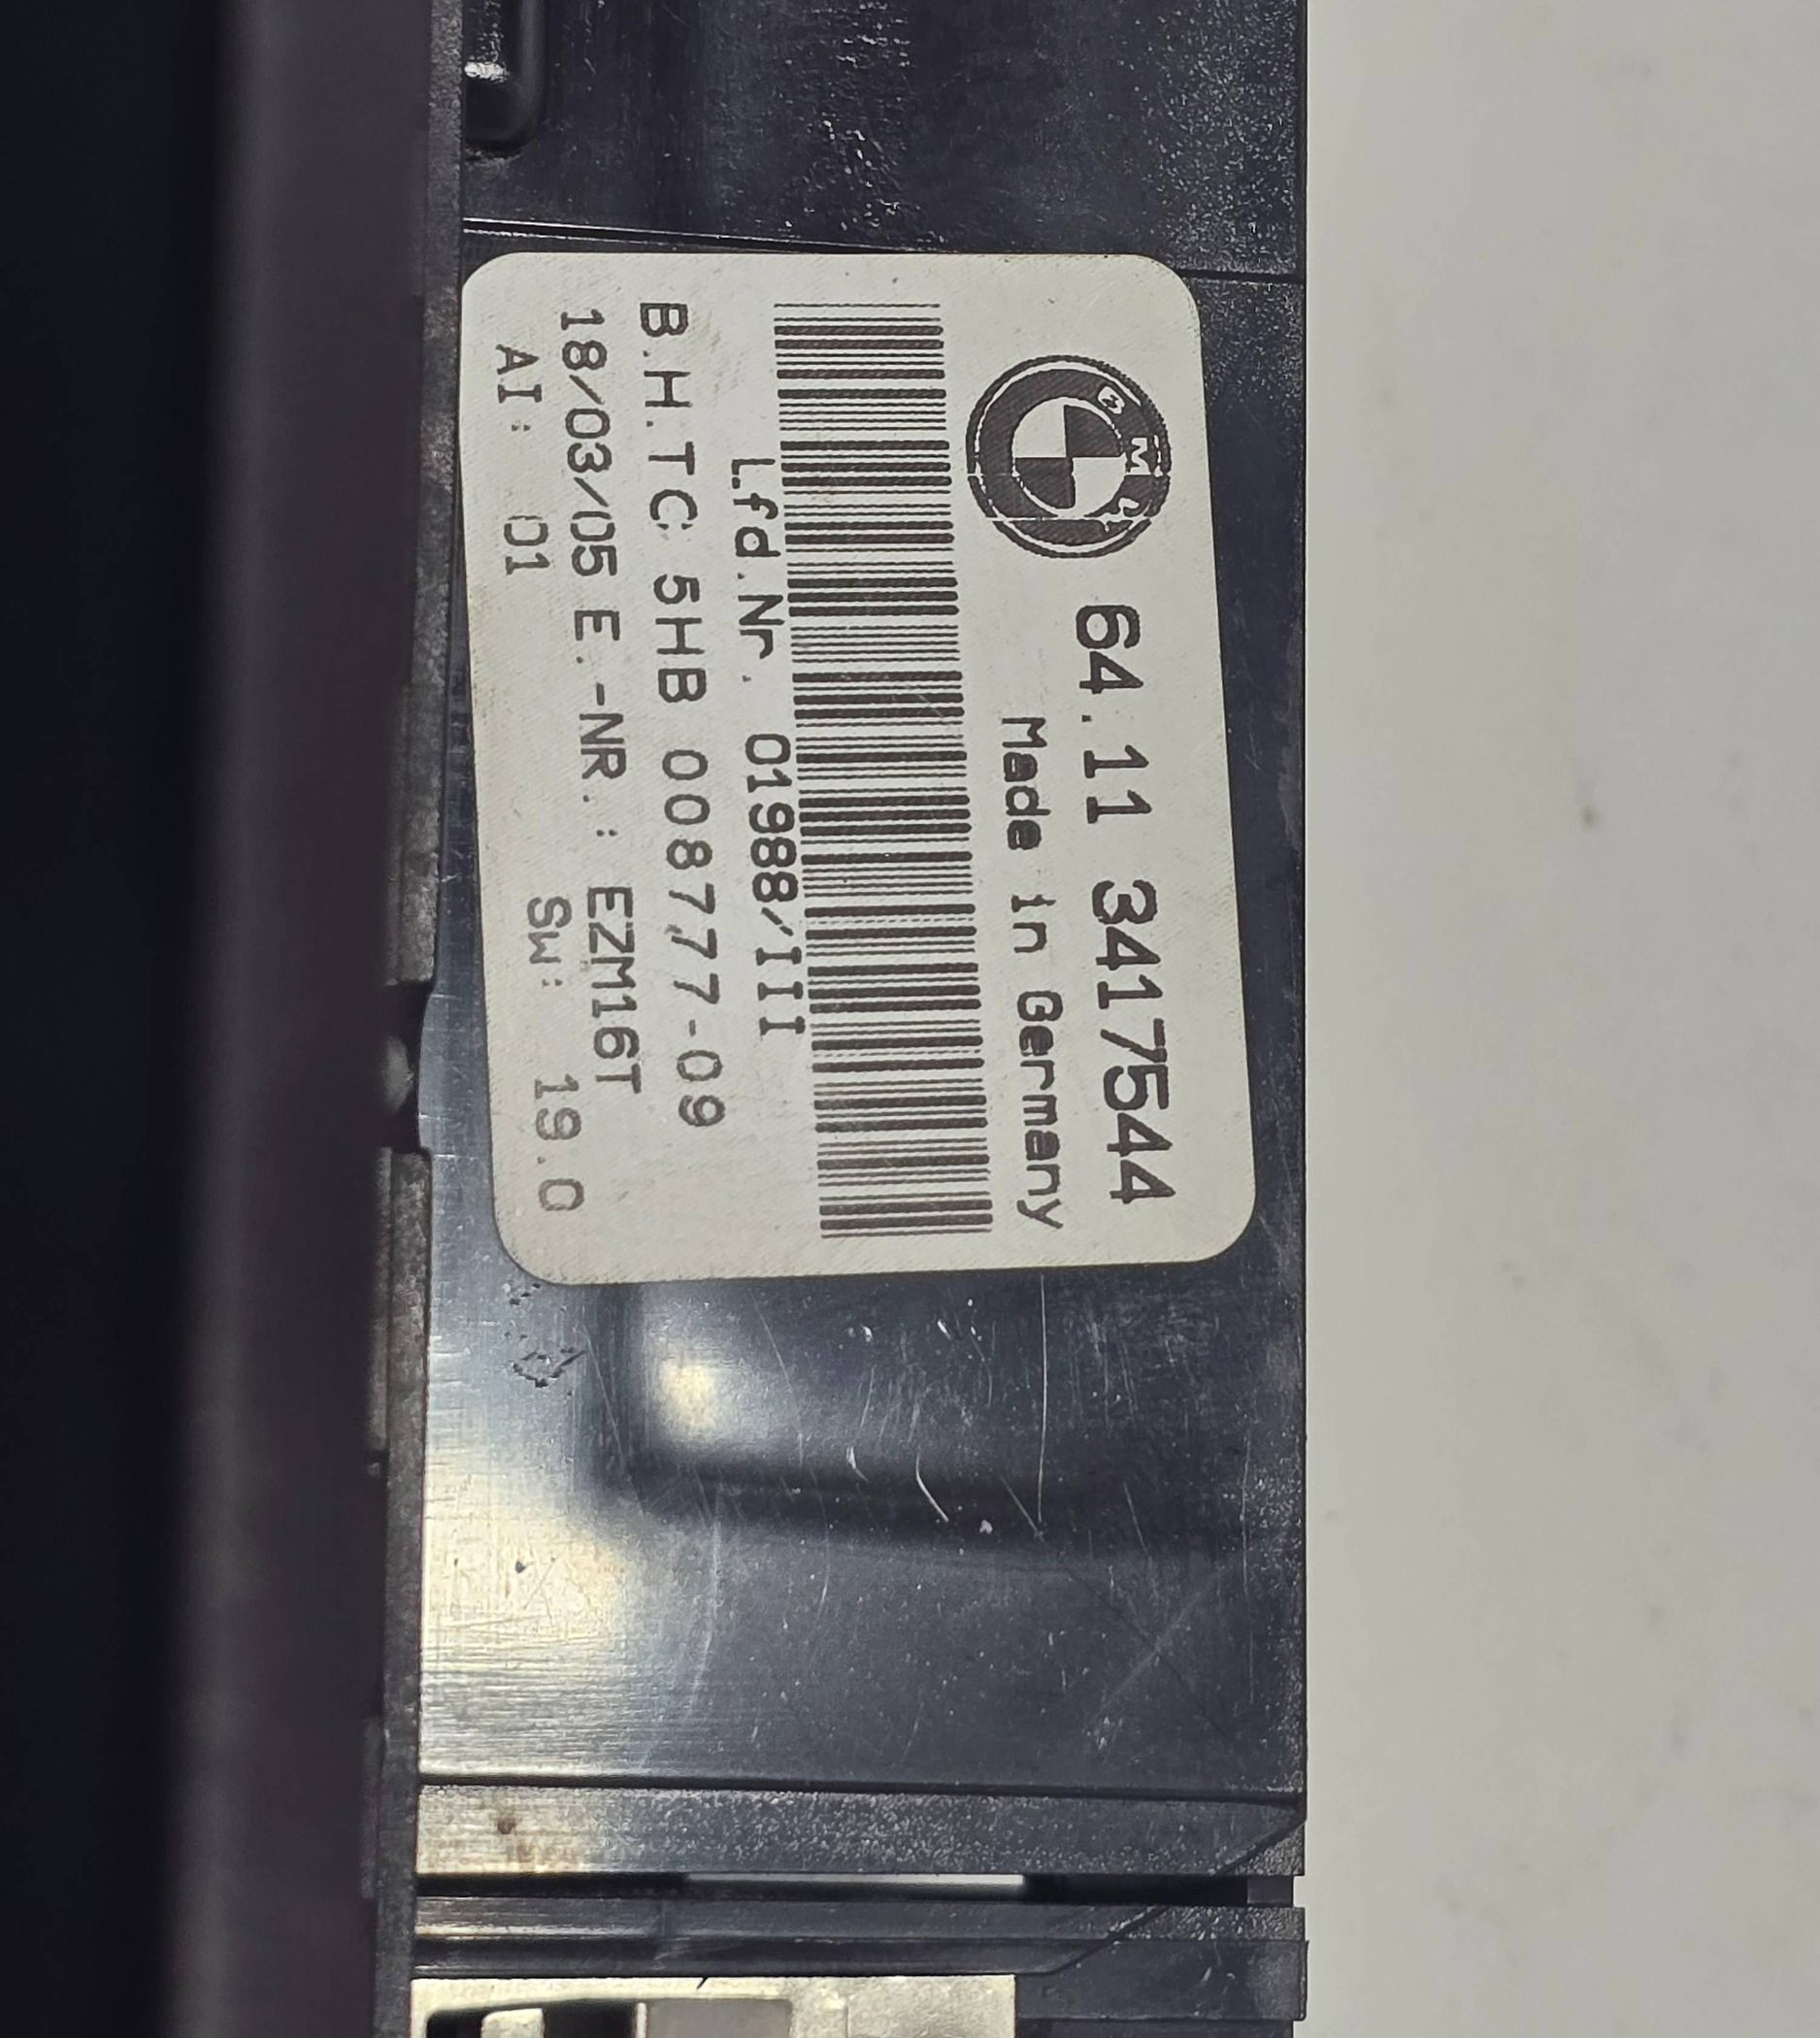 BMW
64.11 3417544
Made in Germany
Lfd.Nr. 01988/III
B.H.TC 5HB 008777-09
18/03/05 E.-NR.: EZM16T
AI: 01 SW: 19.0